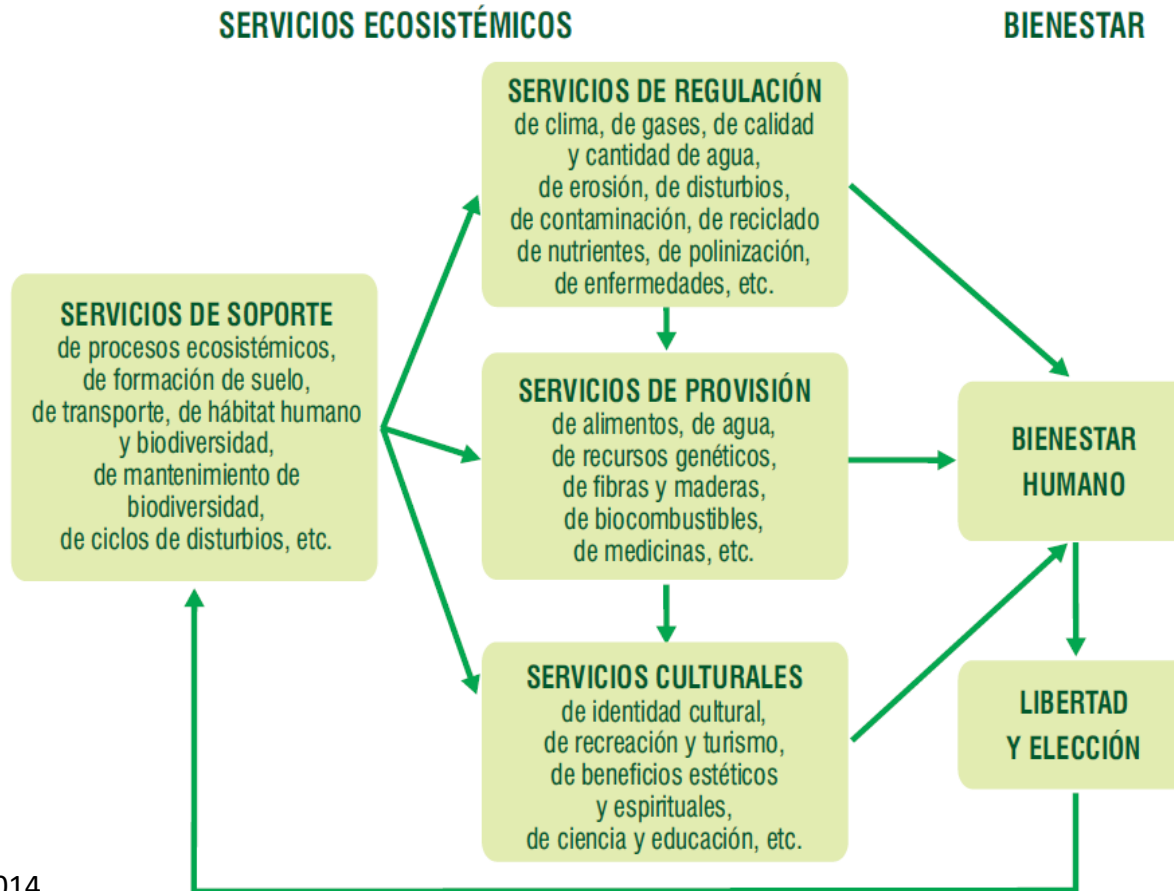 SERVICIOS ECOSISTÉMICOS
BIENESTAR
SERVICIOS DE REGULACIÓN
de clima, de gases, de calidad
y cantidad de agua,
de erosión, de disturbios,
de contaminación, de reciclado
de nutrientes, de polinización,
de enfermedades, etc.
SERVICIOS DE SOPORTE
de procesos ecosistémicos,
de formación de suelo,
de transporte, de hábitat humano
y biodiversidad,
de mantenimiento de
biodiversidad,
de ciclos de disturbios, etc.
SERVICIOS DE PROVISIÓN
de alimentos, de agua,
de recursos genéticos,
de fibras y maderas,
de biocombustibles,
de medicinas, etc.
BIENESTAR
HUMANO
SERVICIOS CULTURALES
de identidad cultural,
de recreación y turismo,
de beneficios estéticos
y espirituales,
de ciencia y educación, etc.
LIBERTAD
Y ELECCIÓN